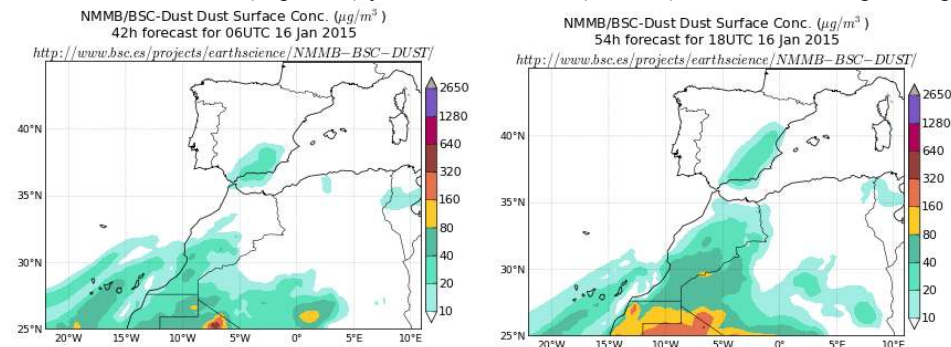 NMMB/BSC-Dust Dust Surface Conc. (μg/m³)
42h forecast for 06UTC 16 Jan 2015
http://www.bsc.es/projects/earthscience/NMMB−BSC−DUST/
40°N
35°N
30°N
25°N
20°W 15°W 10°W 5°W 0°E 5°E 10°E
2650
1280
640
320
160
80
40
20
10
NMMB/BSC-Dust Dust Surface Conc. (μg/m³)
54h forecast for 18UTC 16 Jan 2015
http://www.bsc.es/projects/earthscience/NMMB−BSC−DUST/
40°N
35°N
30°N
25°N
20°W 15°W 10°W 5°W 0°E 5°E 10°E
2650
1280
640
320
160
80
40
20
10